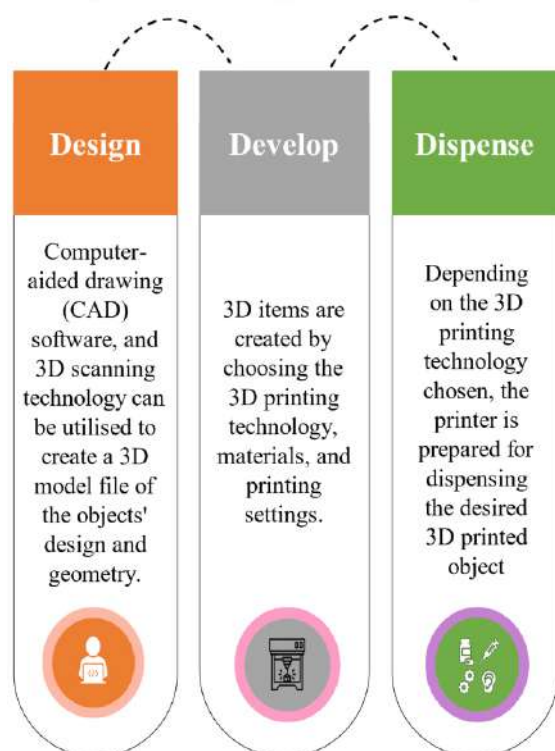 Design
Computer-
aided drawing
(CAD)
software, and
3D scanning
technology can
be utilised to
create a 3D
model file of
the objects'
design and
geometry.
Develop
3D items are
created by
choosing the
3D printing
technology,
materials, and
printing
settings.
Dispense
Depending
on the 3D
printing
technology
chosen, the
printer is
prepared for
dispensing
the desired
3D printed
object